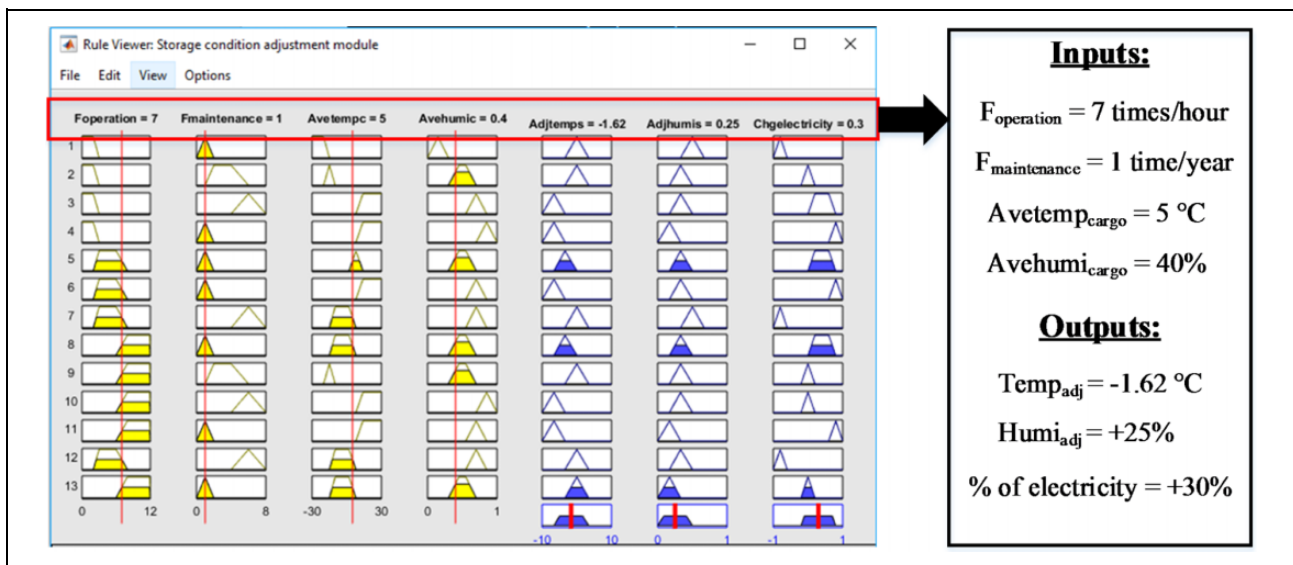 Rule Viewer: Storage condition adjustment module
File Edit View Options
Foperation = 7 Fmaintenance = 1 Avetempc = 5 Avehumic = 0.4 Adjtemps = -1.62 Adjhumis = 0.25 Chgelectricity = 0.3
1
2
3
4
5
6
7
8
9
10
11
12
13
0 12 0 8 -30 30 0 1
-10 10 0 1 -1 1
Inputs:
Foperation = 7 times/hour
Fmaintenance = 1 time/year
Avetempcargo = 5 °C
Avehumicargo = 40%
Outputs:
Tempadj = -1.62 °C
Humiadj = +25%
% of electricity = +30%